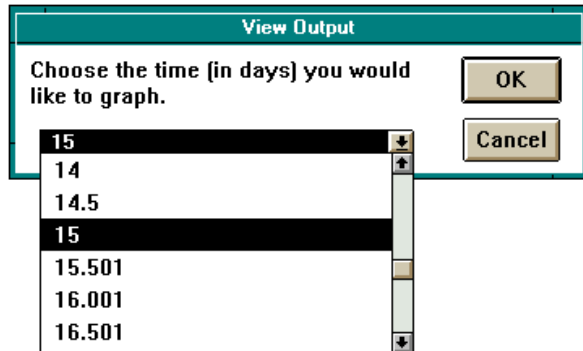 View Output
Choose the time (in days) you would
like to graph.
OK
Cancel
15
14
14.5
15
15.501
16.001
16.501